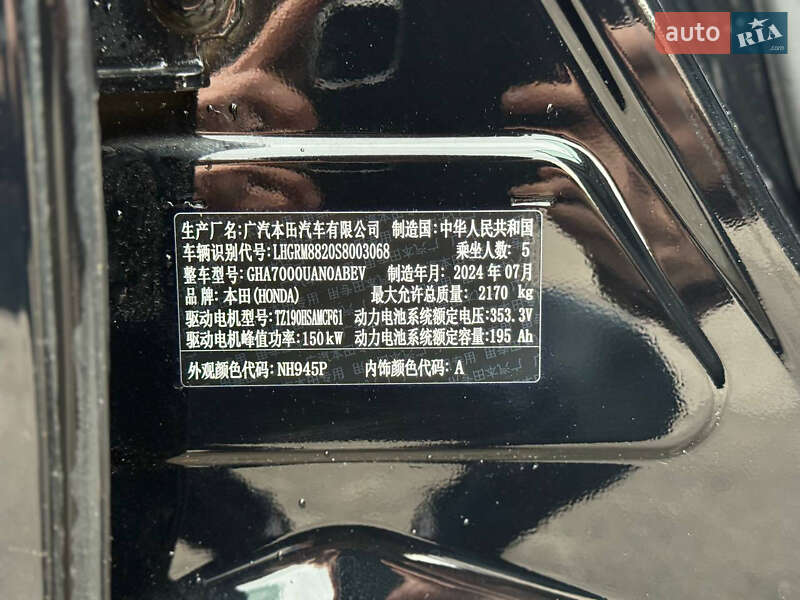 auto RIA .com
生产厂名:广汽本田汽车有限公司 制造国:中华人民共和国
车辆识别代号:LHGRM8820S8003068 乘坐人数: 5
整车型号:GHA7000UAN0ABEV 制造年月:2024 年07月
品牌:本田(HONDA) 最大允许总质量: 2170 kg
驱动电机型号:TZ190HSAMCF61 动力电池系统额定电压:353.3V
驱动电机峰值功率:150kW 动力电池系统额定容量:195 Ah
外观颜色代码:NH945P 内饰颜色代码: A